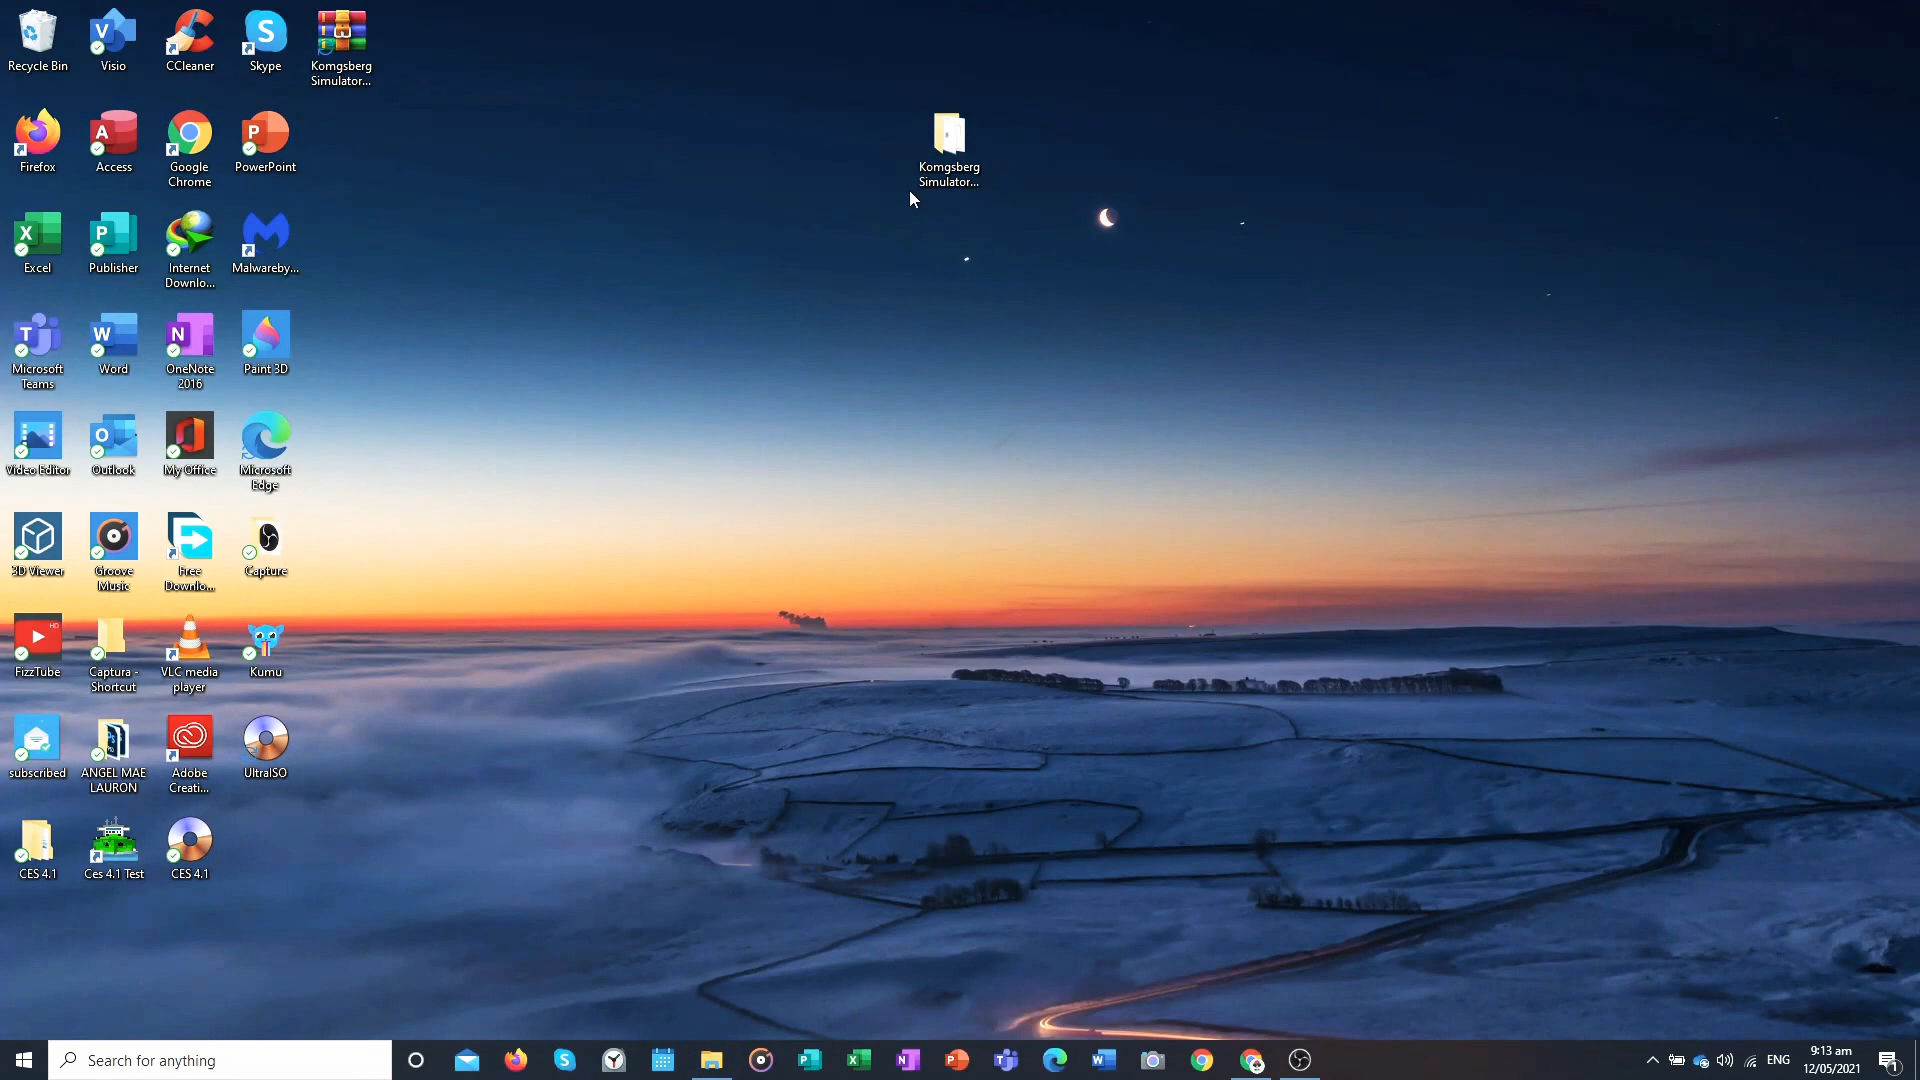 Recycle Bin
Visio
CCleaner
Skype
Komgsberg
Simulator...
Firefox
Access
Google
Chrome
PowerPoint
Komgsberg
Simulator...
Excel
Publisher
Internet
Downlo...
Malwareby...
Microsoft
Teams
Word
OneNote
2016
Paint 3D
Video Editor
Outlook
My Office
Microsoft
Edge
3D Viewer
Groove
Music
Free
Downlo...
Capture
FizzTube
Captura -
Shortcut
VLC media
player
Kumu
subscribed
ANGEL MAE
LAURON
Adobe
Creati...
UltraISO
CES 4.1
Ces 4.1 Test
CES 4.1
Search for anything
ENG
9:13 am
12/05/2021
1